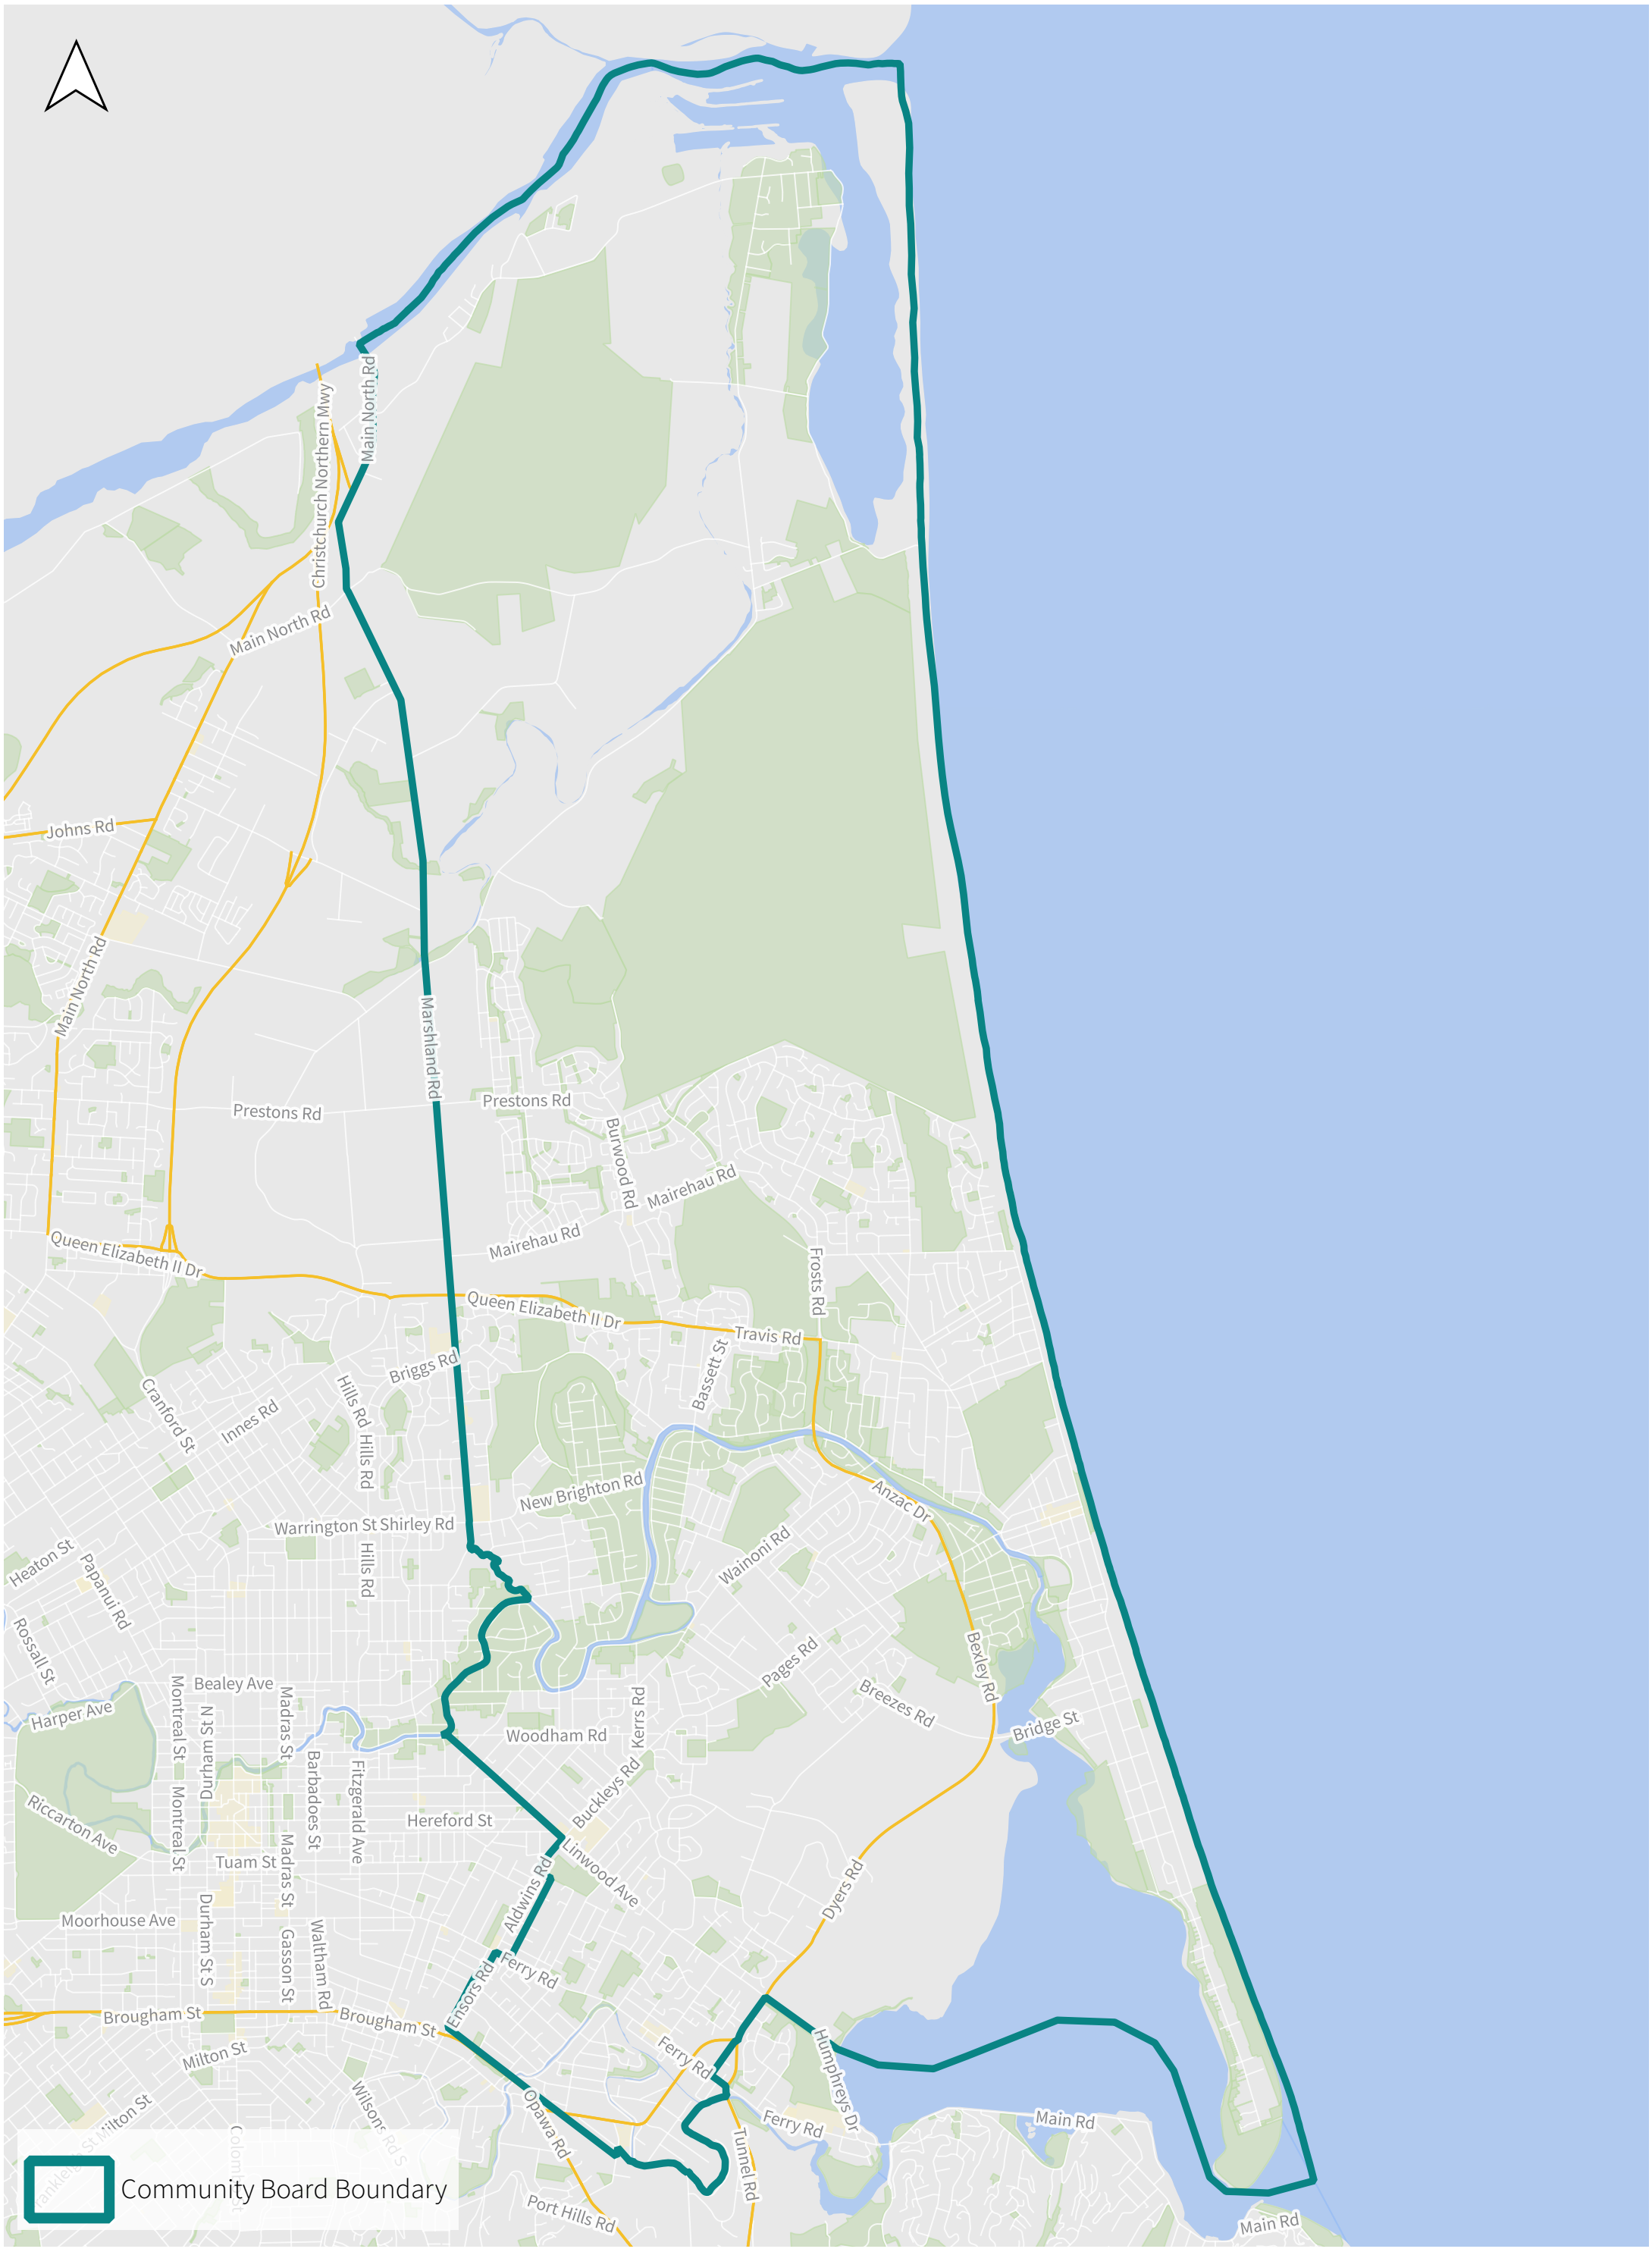 Main North Rd
Christchurch Northern Mwy
Main North Rd
Johns Rd
Main North Rd
Marshland Rd
Prestons Rd
Prestons Rd
Burwood Rd
Mairehau Rd
Mairehau Rd
Queen Elizabeth II Dr
Frosts Rd
Queen Elizabeth II Dr
Travis Rd
Briggs Rd
Bassett St
Cranford St
Innes Rd
Hills Rd
Hills Rd
New Brighton Rd
Anzac Dr
Warrington St
Shirley Rd
Wainoni Rd
Heaton St
Papanui Rd
Hills Rd
Rossall St
Bexley Rd
Pages Rd
Bealey Ave
Montreal St
Madras St
Durham St N
Harper Ave
Kerrs Rd
Breezes Rd
Bridge St
Woodham Rd
Barbadoes St
Fitzgerald Ave
Buckleys Rd
Montreal St
Riccarton Ave
Hereford St
Linwood Ave
Tuam St
Madras St
Aldwins Rd
Dyers Rd
Moorhouse Ave
Durham St S
Waltham Rd
Gasson St
Ferry Rd
Ensors Rd
Brougham St
Brougham St
Milton St
Ferry Rd
Humphreys Dr
Wilsons Rd S
Opawa Rd
Milton St
Ferry Rd
Main Rd
Tunnel Rd
Port Hills Rd
Main Rd
Community Board Boundary